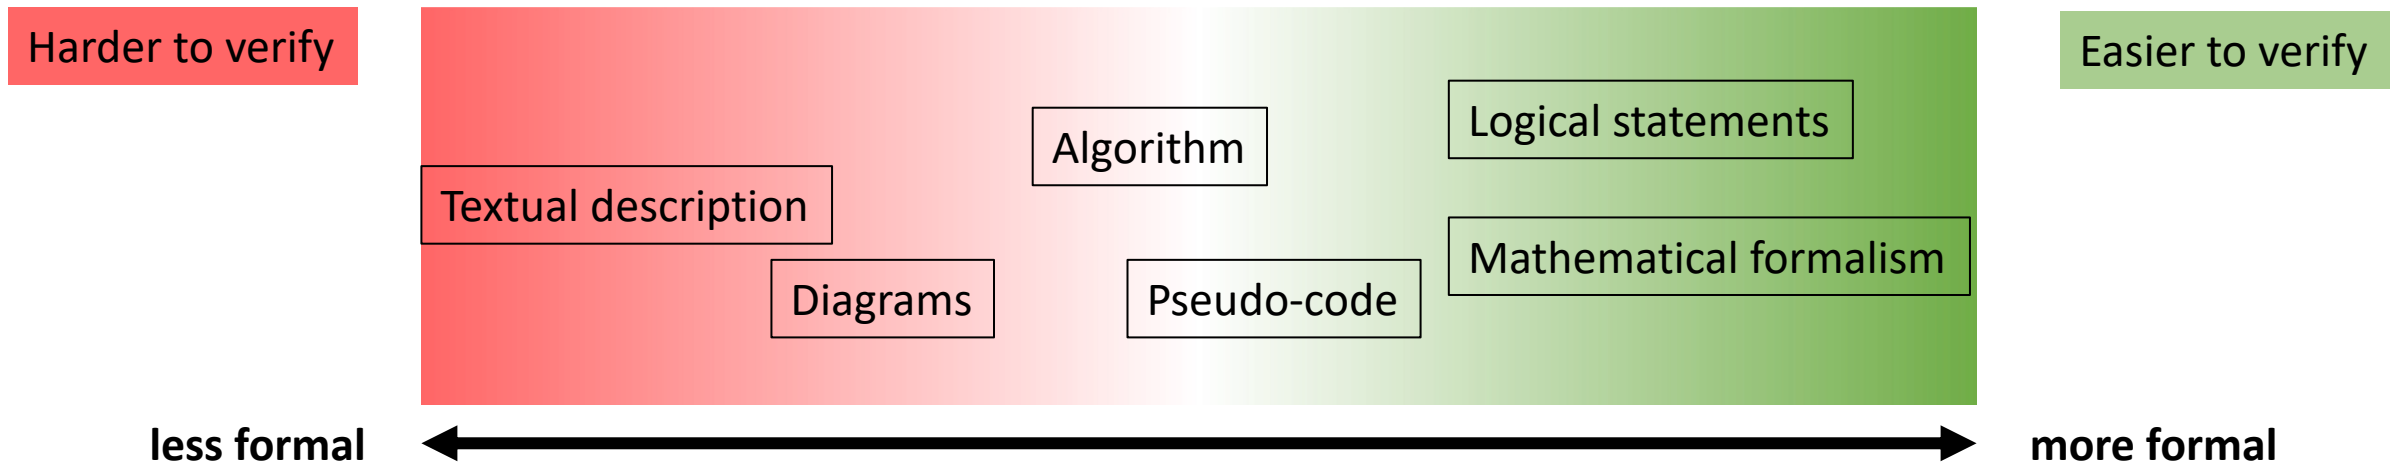 Harder to verify
Easier to verify
Logical statements
Algorithm
Textual description
Mathematical formalism
Diagrams
Pseudo-code
less formal
more formal